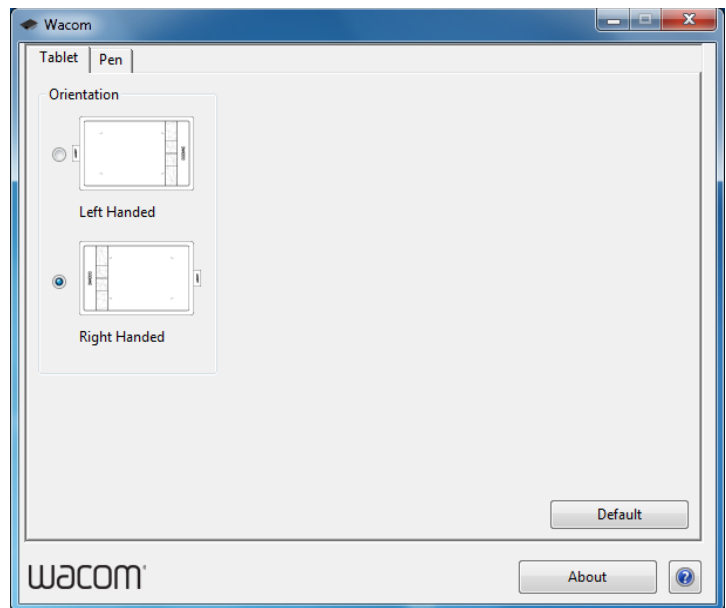 Wacom
Tablet Pen
Orientation
Left Handed
Right Handed
Default
wacom
About